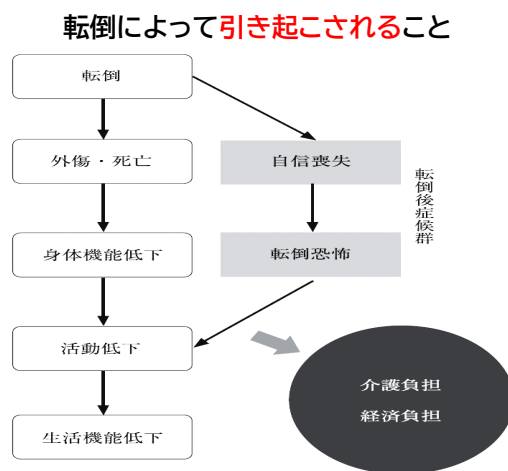 転倒によって引き起こされること
転倒
外傷・死亡
自信喪失
転倒後症候群
身体機能低下
転倒恐怖
活動低下
介護負担
経済負担
生活機能低下